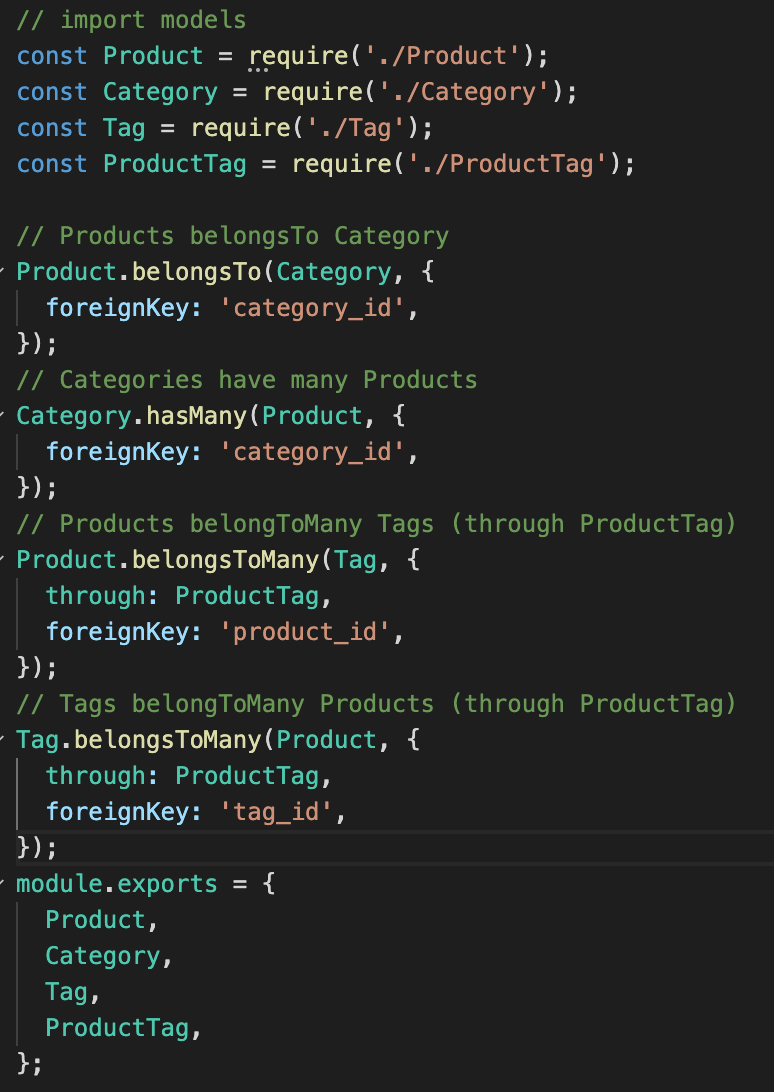 // import models
const Product = require('./Product');
const Category = require('./Category');
const Tag = require('./Tag');
const ProductTag = require('./ProductTag');

// Products belongsTo Category
Product.belongsTo(Category, {
  foreignKey: 'category_id',
});
// Categories have many Products
Category.hasMany(Product, {
  foreignKey: 'category_id',
});
// Products belongToMany Tags (through ProductTag)
Product.belongsToMany(Tag, {
  through: ProductTag,
  foreignKey: 'product_id',
});
// Tags belongToMany Products (through ProductTag)
Tag.belongsToMany(Product, {
  through: ProductTag,
  foreignKey: 'tag_id',
});
module.exports = {
  Product,
  Category,
  Tag,
  ProductTag,
};